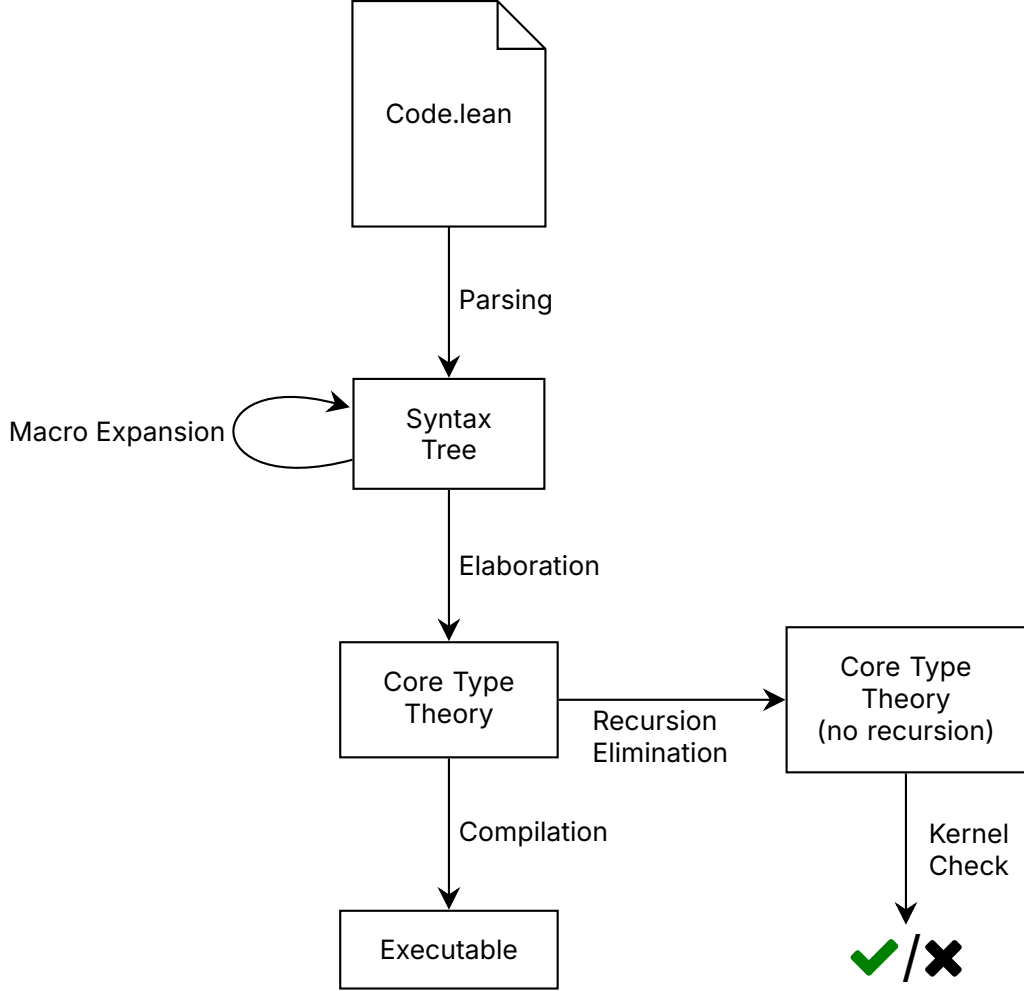 Code.lean
Parsing
Macro Expansion
Syntax
Tree
Elaboration
Core Type
Theory
Recursion
Elimination
Core Type
Theory
(no recursion)
Compilation
Kernel
Check
Executable
✔/✖